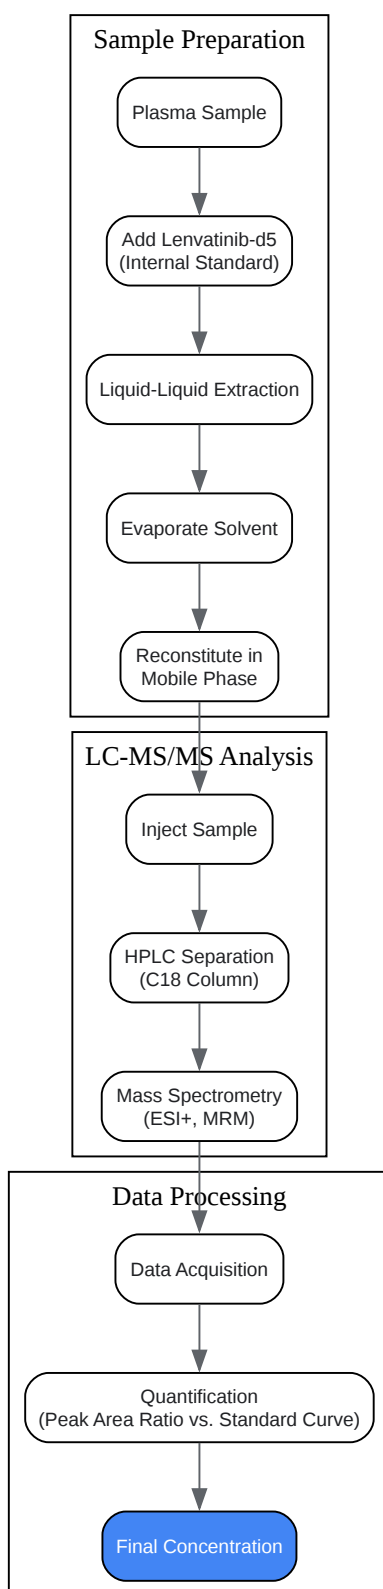 Sample Preparation
Plasma Sample
Add Lenvatinib-d5
(Internal Standard)
Liquid-Liquid Extraction
Evaporate Solvent
Reconstitute in
Mobile Phase
LC-MS/MS Analysis
Inject Sample
HPLC Separation
(C18 Column)
Mass Spectrometry
(ESI+, MRM)
Data Processing
Data Acquisition
Quantification
(Peak Area Ratio vs. Standard Curve)
Final Concentration